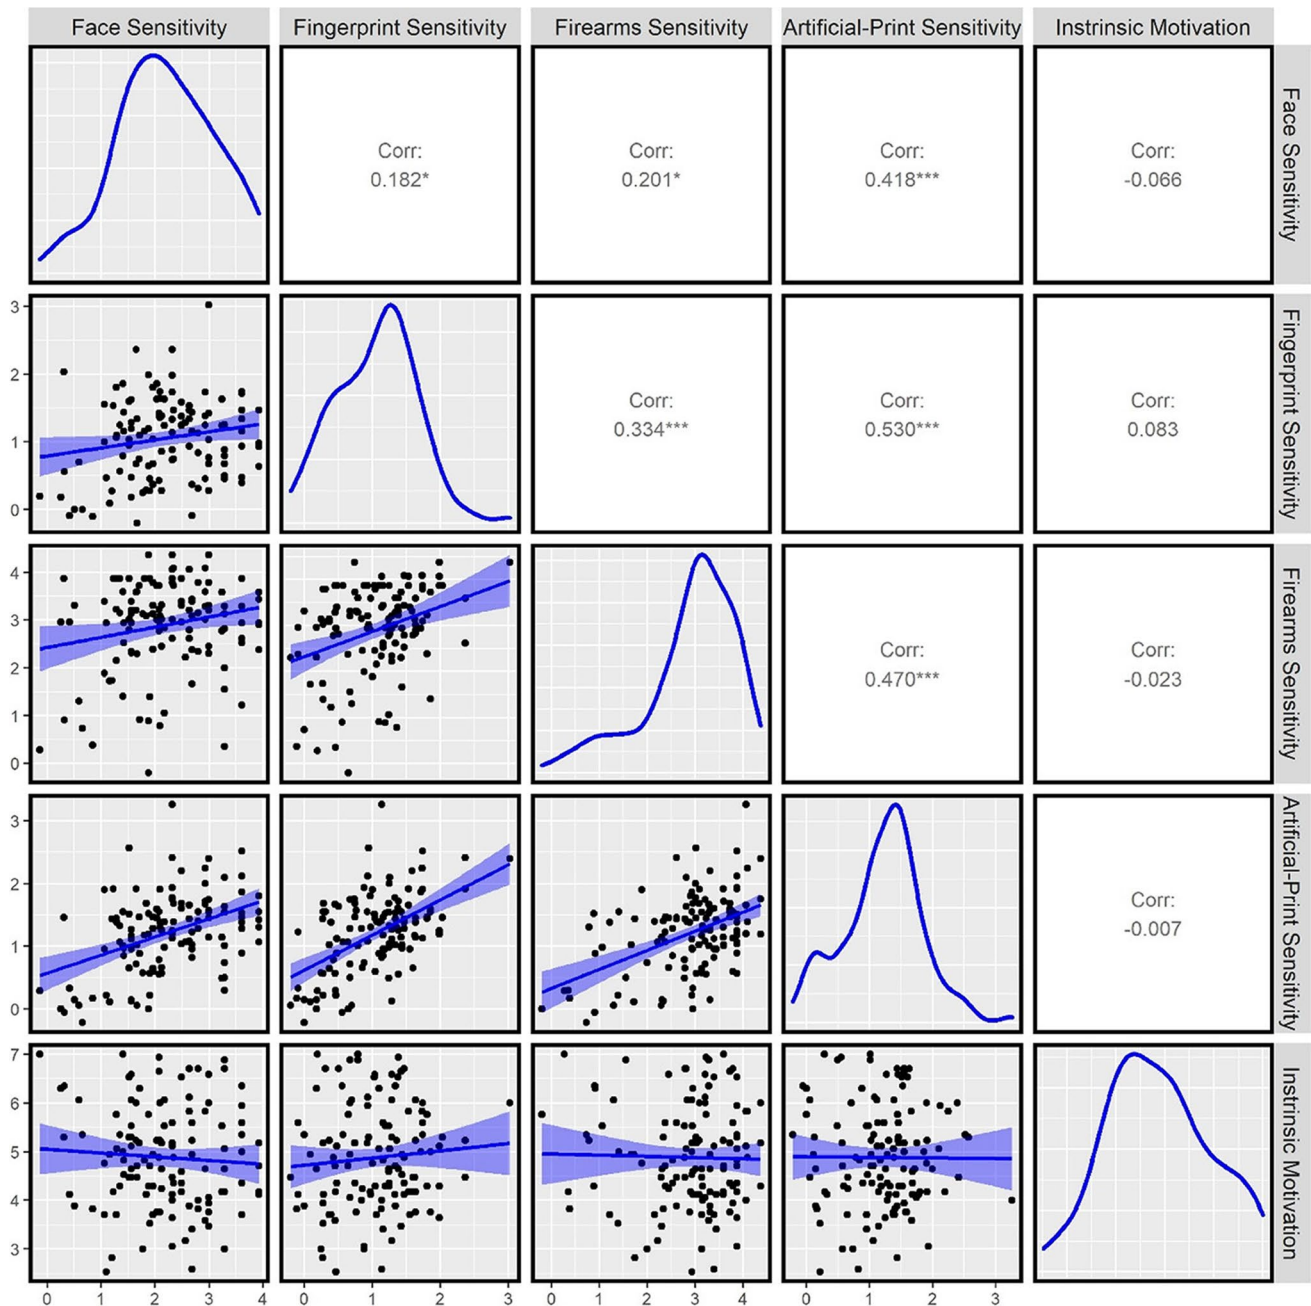 Face Sensitivity
Fingerprint Sensitivity
Firearms Sensitivity
Artificial-Print Sensitivity
Instrinsic Motivation
Corr:
0.182*
Corr:
0.201*
Corr:
0.418***
Corr:
-0.066
Face Sensitivity
3
2
1
0
Corr:
0.334***
Corr:
0.530***
Corr:
0.083
Fingerprint Sensitivity
4
3
2
1
0
Corr:
0.470***
Corr:
-0.023
Firearms Sensitivity
3
2
1
0
Corr:
-0.007
Artificial-Print Sensitivity
7
6
5
4
3
Instrinsic Motivation
0 1 2 3 4
0 1 2 3
0 1 2 3 4
0 1 2 3